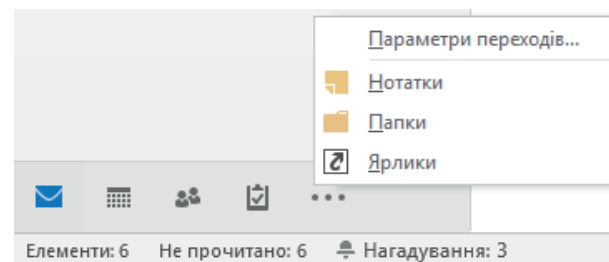 Параметри переходів...
Нотатки
Папки
Ярлики
Елементи: 6 Не прочитано: 6 Нагадування: 3